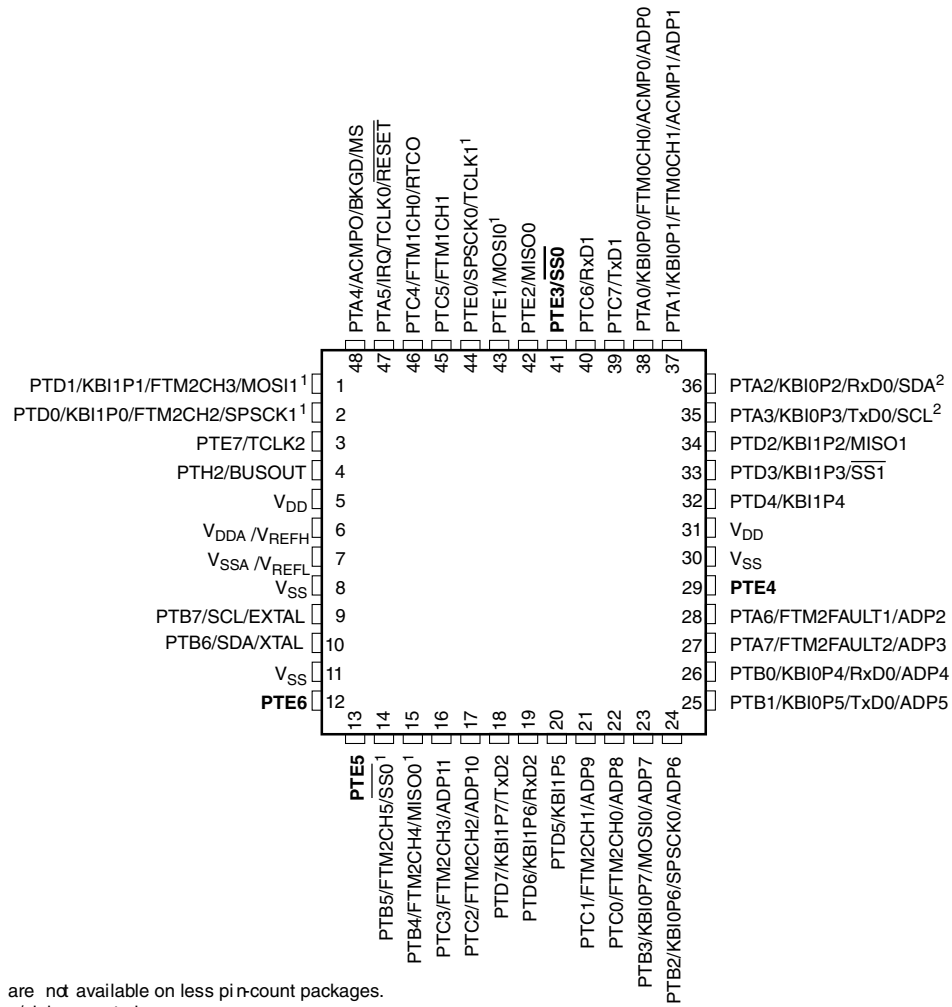 PTA4/ACMPO/BKGD/MS
PTA5/IRQ/TCLK0/RESET
PTC4/FTM1CH0/RTCO
PTC5/FTM1CH1
PTE0/SPSCK0/TCLK1¹
PTE1/MOSI0¹
PTE2/MISO0
PTE3/SS0
PTC6/RxD1
PTC7/TxD1
PTA0/KBI0P0/FTM0CH0/ACMP0/ADP0
PTA1/KBI0P1/FTM0CH1/ACMP1/ADP1
48 47 46 45 44 43 42 41 40 39 38 37
PTD1/KBI1P1/FTM2CH3/MOSI1¹ 1
PTD0/KBI1P0/FTM2CH2/SPSCK1¹ 2
PTE7/TCLK2 3
PTH2/BUSOUT 4
VDD 5
VDDA /VREFH 6
VSSA /VREFL 7
VSS 8
PTB7/SCL/EXTAL 9
PTB6/SDA/XTAL 10
VSS 11
PTE6 12
36 PTA2/KBI0P2/RxD0/SDA²
35 PTA3/KBI0P3/TxD0/SCL²
34 PTD2/KBI1P2/MISO1
33 PTD3/KBI1P3/SS1
32 PTD4/KBI1P4
31 VDD
30 VSS
29 PTE4
28 PTA6/FTM2FAULT1/ADP2
27 PTA7/FTM2FAULT2/ADP3
26 PTB0/KBI0P4/RxD0/ADP4
25 PTB1/KBI0P5/TxD0/ADP5
13 14 15 16 17 18 19 20 21 22 23 24
PTE5
PTB5/FTM2CH5/SS0¹
PTB4/FTM2CH4/MISO0¹
PTC3/FTM2CH3/ADP11
PTC2/FTM2CH2/ADP10
PTD7/KBI1P7/TxD2
PTD6/KBI1P6/RxD2
PTD5/KBI1P5
PTC1/FTM2CH1/ADP9
PTC0/FTM2CH0/ADP8
PTB3/KBI0P7/MOSI0/ADP7
PTB2/KBI0P6/SPSCK0/ADP6
are not available on less pin-count packages.